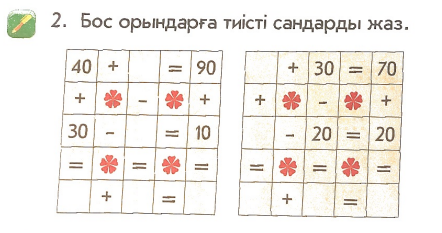 2. Бос орындарға тиісті сандарды жаз.
40 + = 90 + 30 = 70
+ - + + - +
30 - = 10 - 20 = 20
= = = = = =
+ = + =